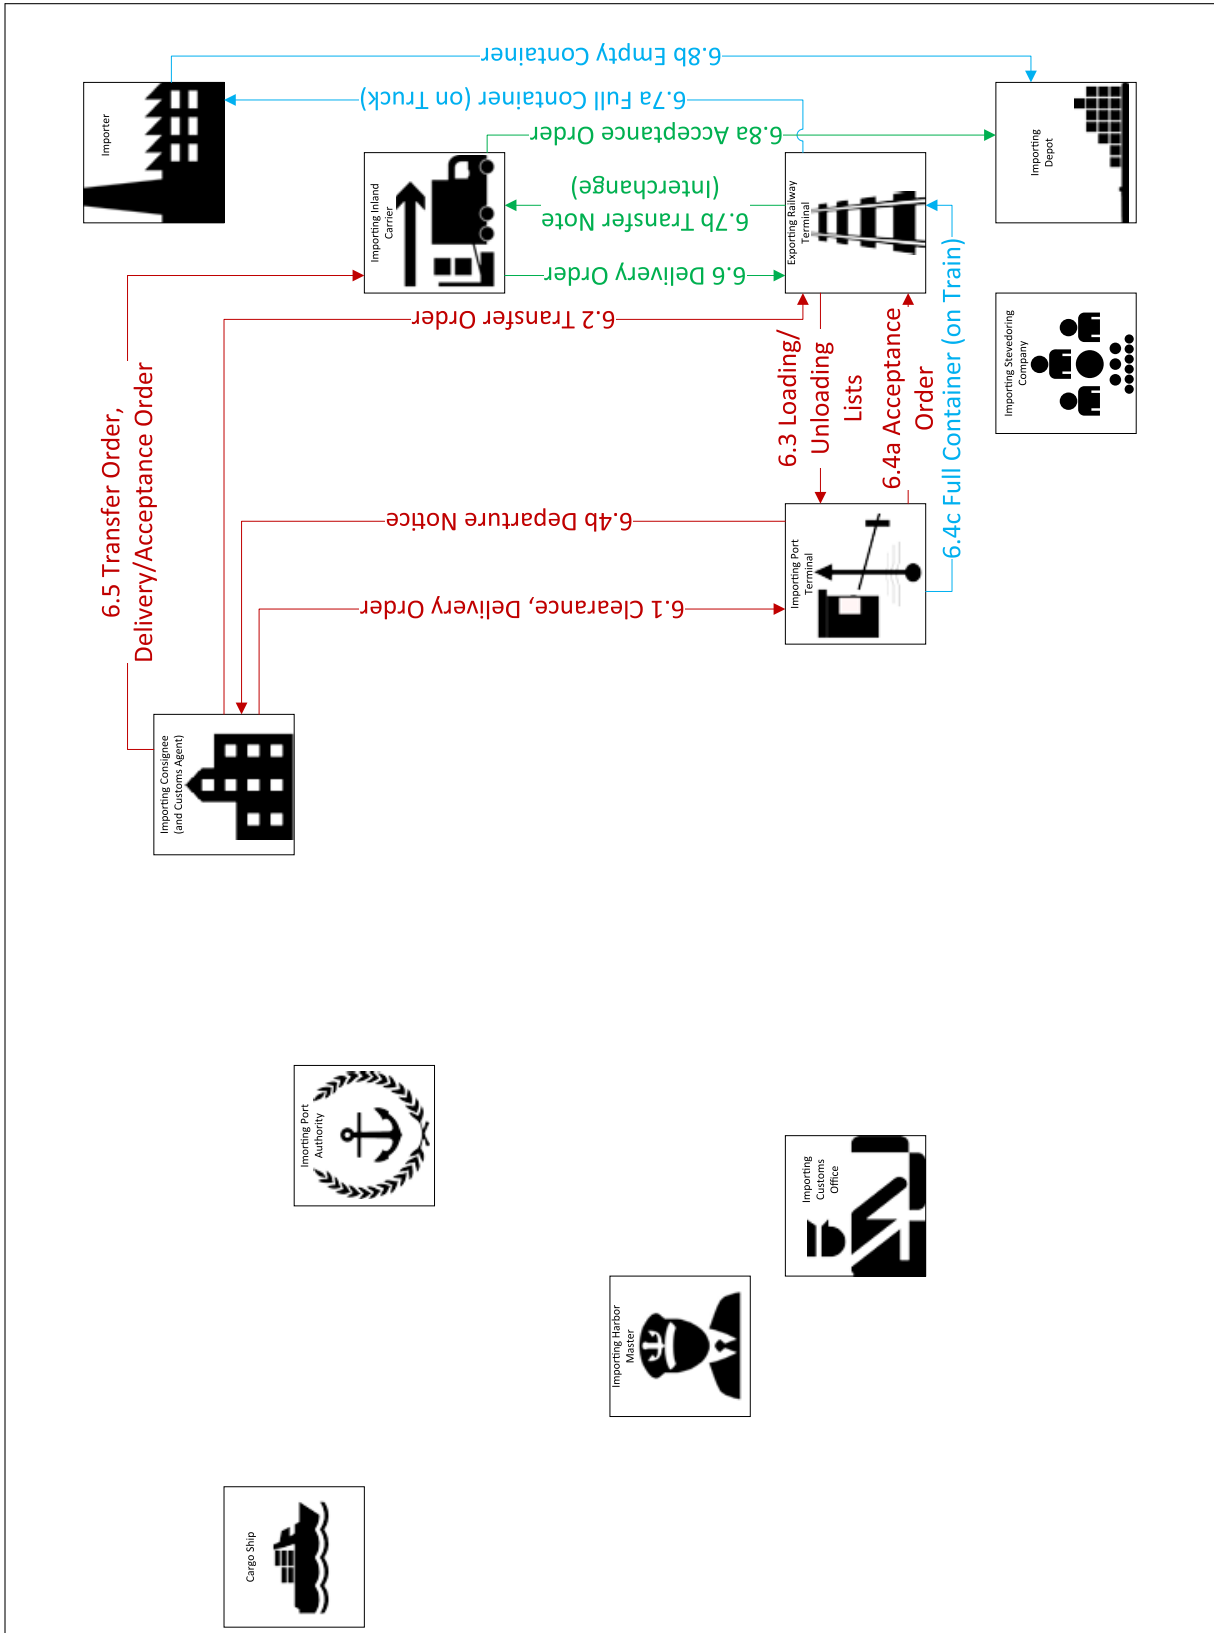 6.8b Empty Container
Importer
6.7a Full Container (on Truck)
6.8a Acceptance Order
Importing
Depot
Importing Inland
Carrier
6.7b Transfer Note
(Interchange)
Exporting Railway
Terminal
6.6 Delivery Order
6.2 Transfer Order
6.5 Transfer Order,
Delivery/Acceptance Order
6.3 Loading/
Unloading
Lists
6.4a Acceptance
Order
6.4c Full Container (on Train)
Importing Stevedoring
Company
6.4b Departure Notice
Importing Port
Terminal
6.1 Clearance, Delivery Order
Importing Consignee
(and Customs Agent)
Imorting Port
Authority
Importing
Customs
Office
Importing Harbor
Master
Cargo Ship